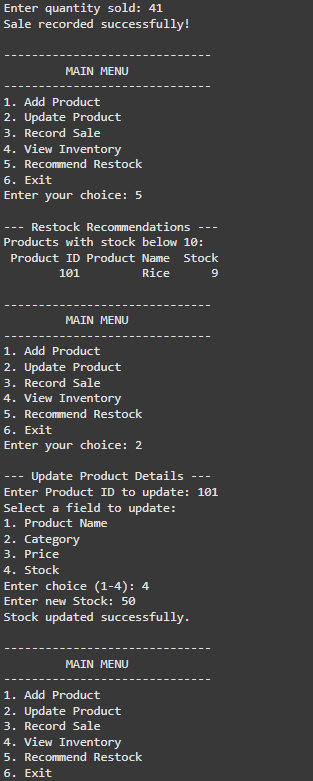 Enter quantity sold: 41
Sale recorded successfully!
------------------------------
MAIN MENU
------------------------------
1. Add Product
2. Update Product
3. Record Sale
4. View Inventory
5. Recommend Restock
6. Exit
Enter your choice: 5
--- Restock Recommendations ---
Products with stock below 10:
Product ID Product Name  Stock
101         Rice      9
------------------------------
MAIN MENU
------------------------------
1. Add Product
2. Update Product
3. Record Sale
4. View Inventory
5. Recommend Restock
6. Exit
Enter your choice: 2
--- Update Product Details ---
Enter Product ID to update: 101
Select a field to update:
1. Product Name
2. Category
3. Price
4. Stock
Enter choice (1-4): 4
Enter new Stock: 50
Stock updated successfully.
------------------------------
MAIN MENU
------------------------------
1. Add Product
2. Update Product
3. Record Sale
4. View Inventory
5. Recommend Restock
6. Exit